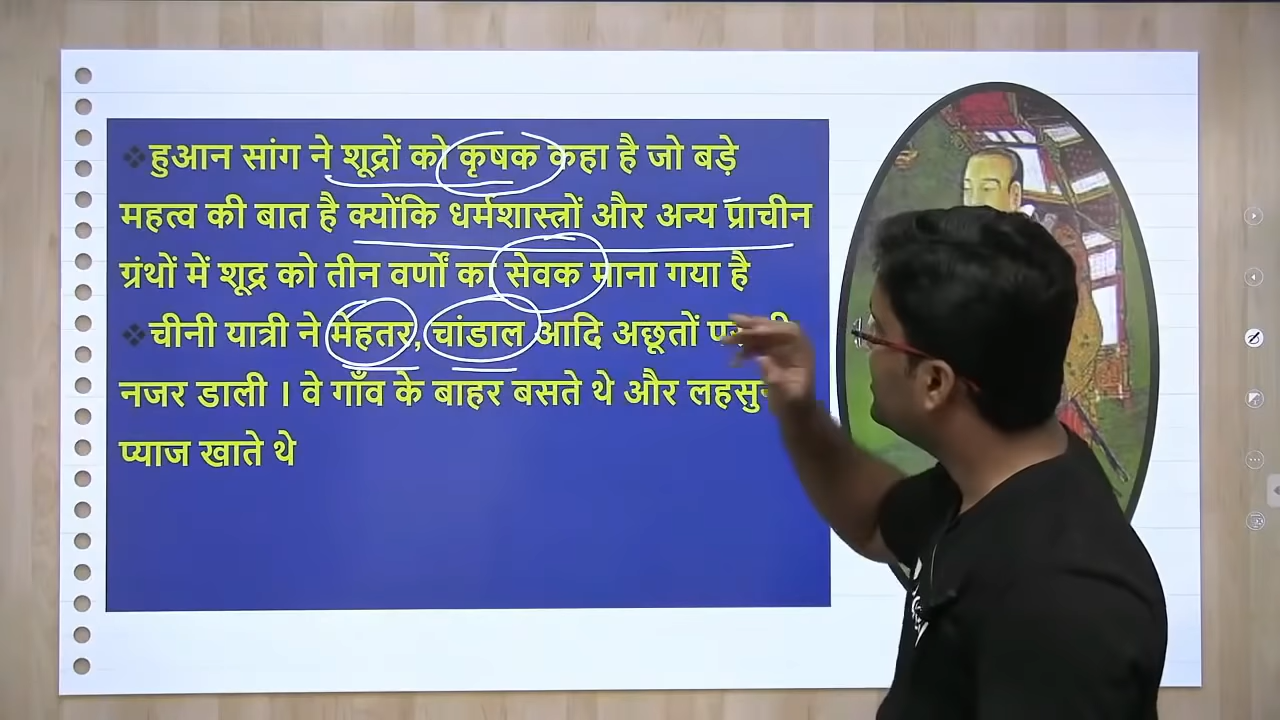 हुआन सांग ने शूद्रों को कृषक कहा है जो बड़े
महत्व की बात है क्योंकि धर्मशास्त्रों और अन्य प्राचीन
ग्रंथों में शूद्र को तीन वर्णों का सेवक माना गया है
चीनी यात्री ने मेहतर, चांडाल आदि अछूतों
नजर डाली । वे गाँव के बाहर बसते थे और
प्याज खाते थे